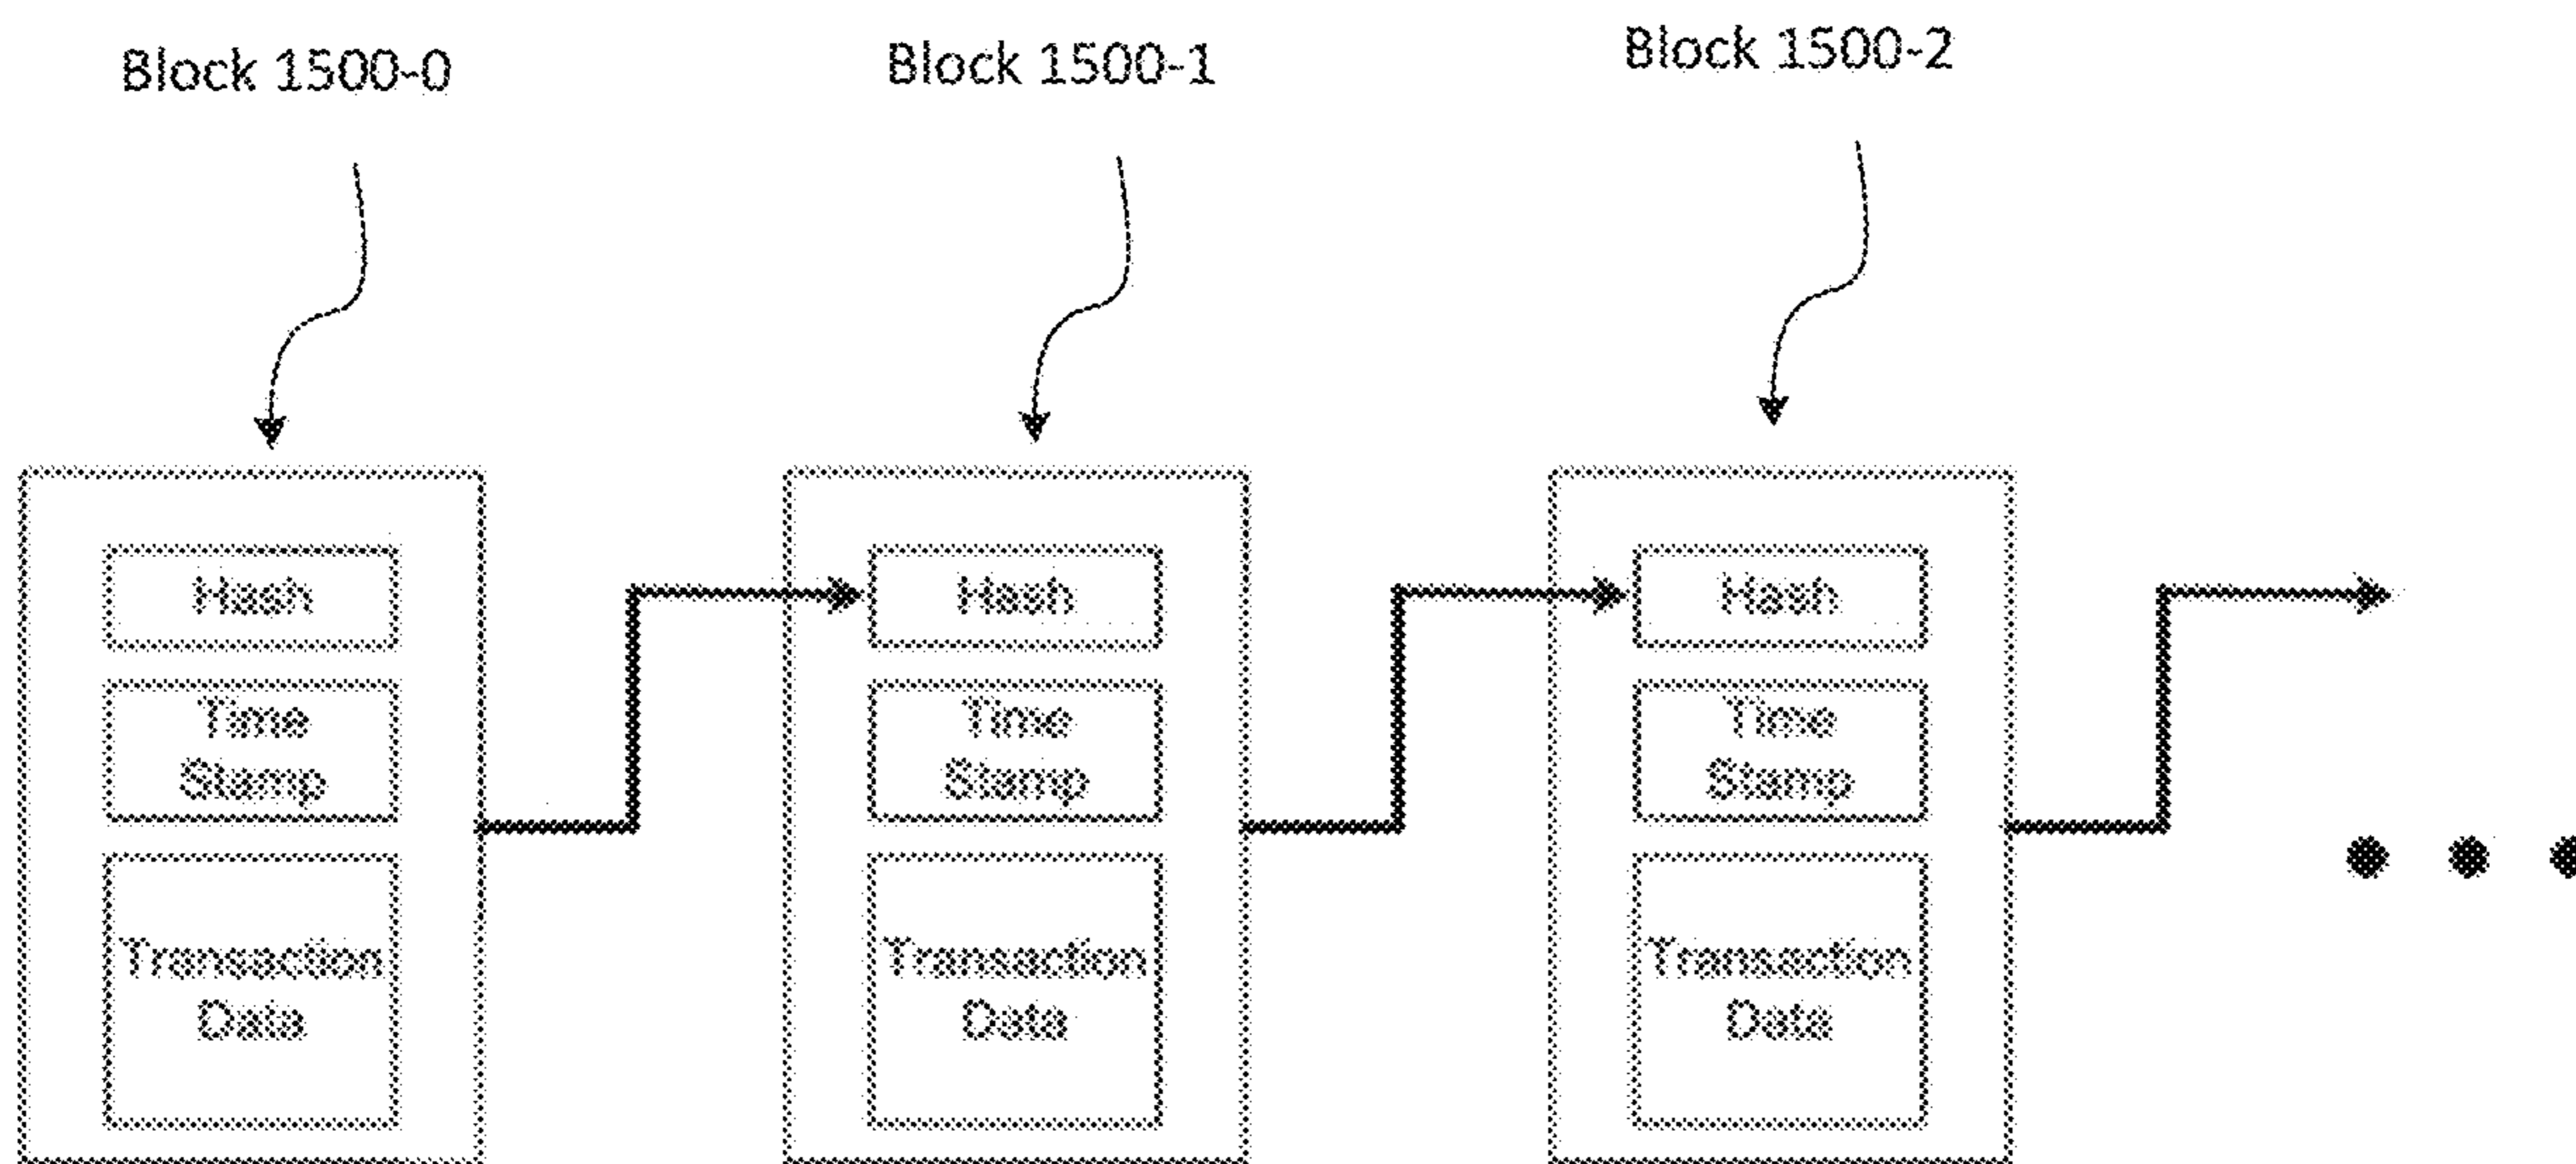 Block 1500-0
Block 1500-1
Block 1500-2
Hash
Time
Stamp
Transaction
Data
Hash
Time
Stamp
Transaction
Data
Hash
Time
Stamp
Transaction
Data